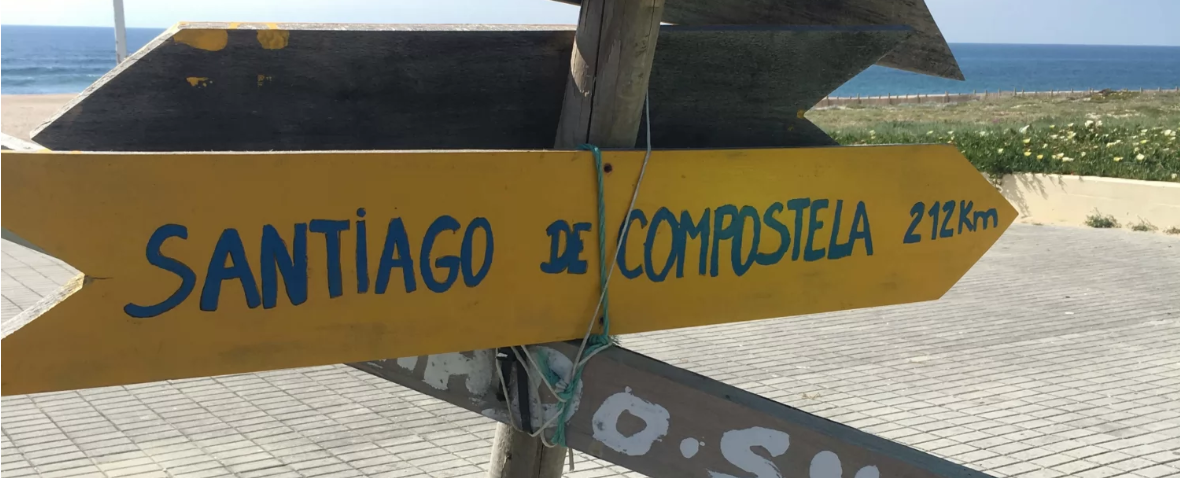 SANTiAGO DE COMPOSTELA 212Km